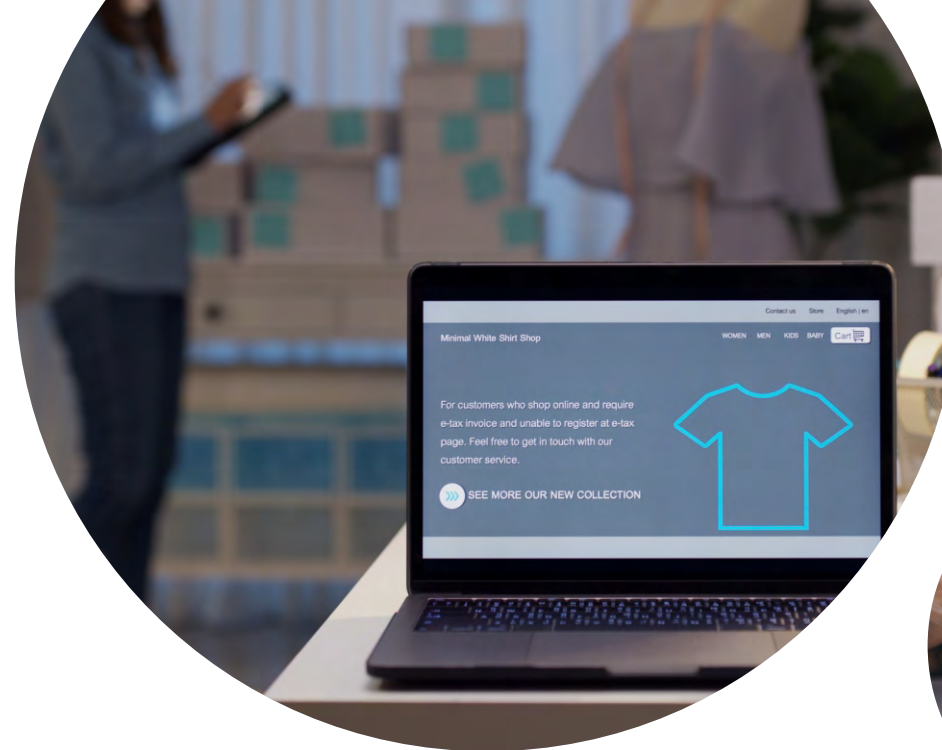 Contact us Store English | en
Minimal White Shirt Shop WOMEN MEN KIDS BABY Cart
For customers who shop online and require
e-tax invoice and unable to register at e-tax
page. Feel free to get in touch with our
customer service.
SEE MORE OUR NEW COLLECTION